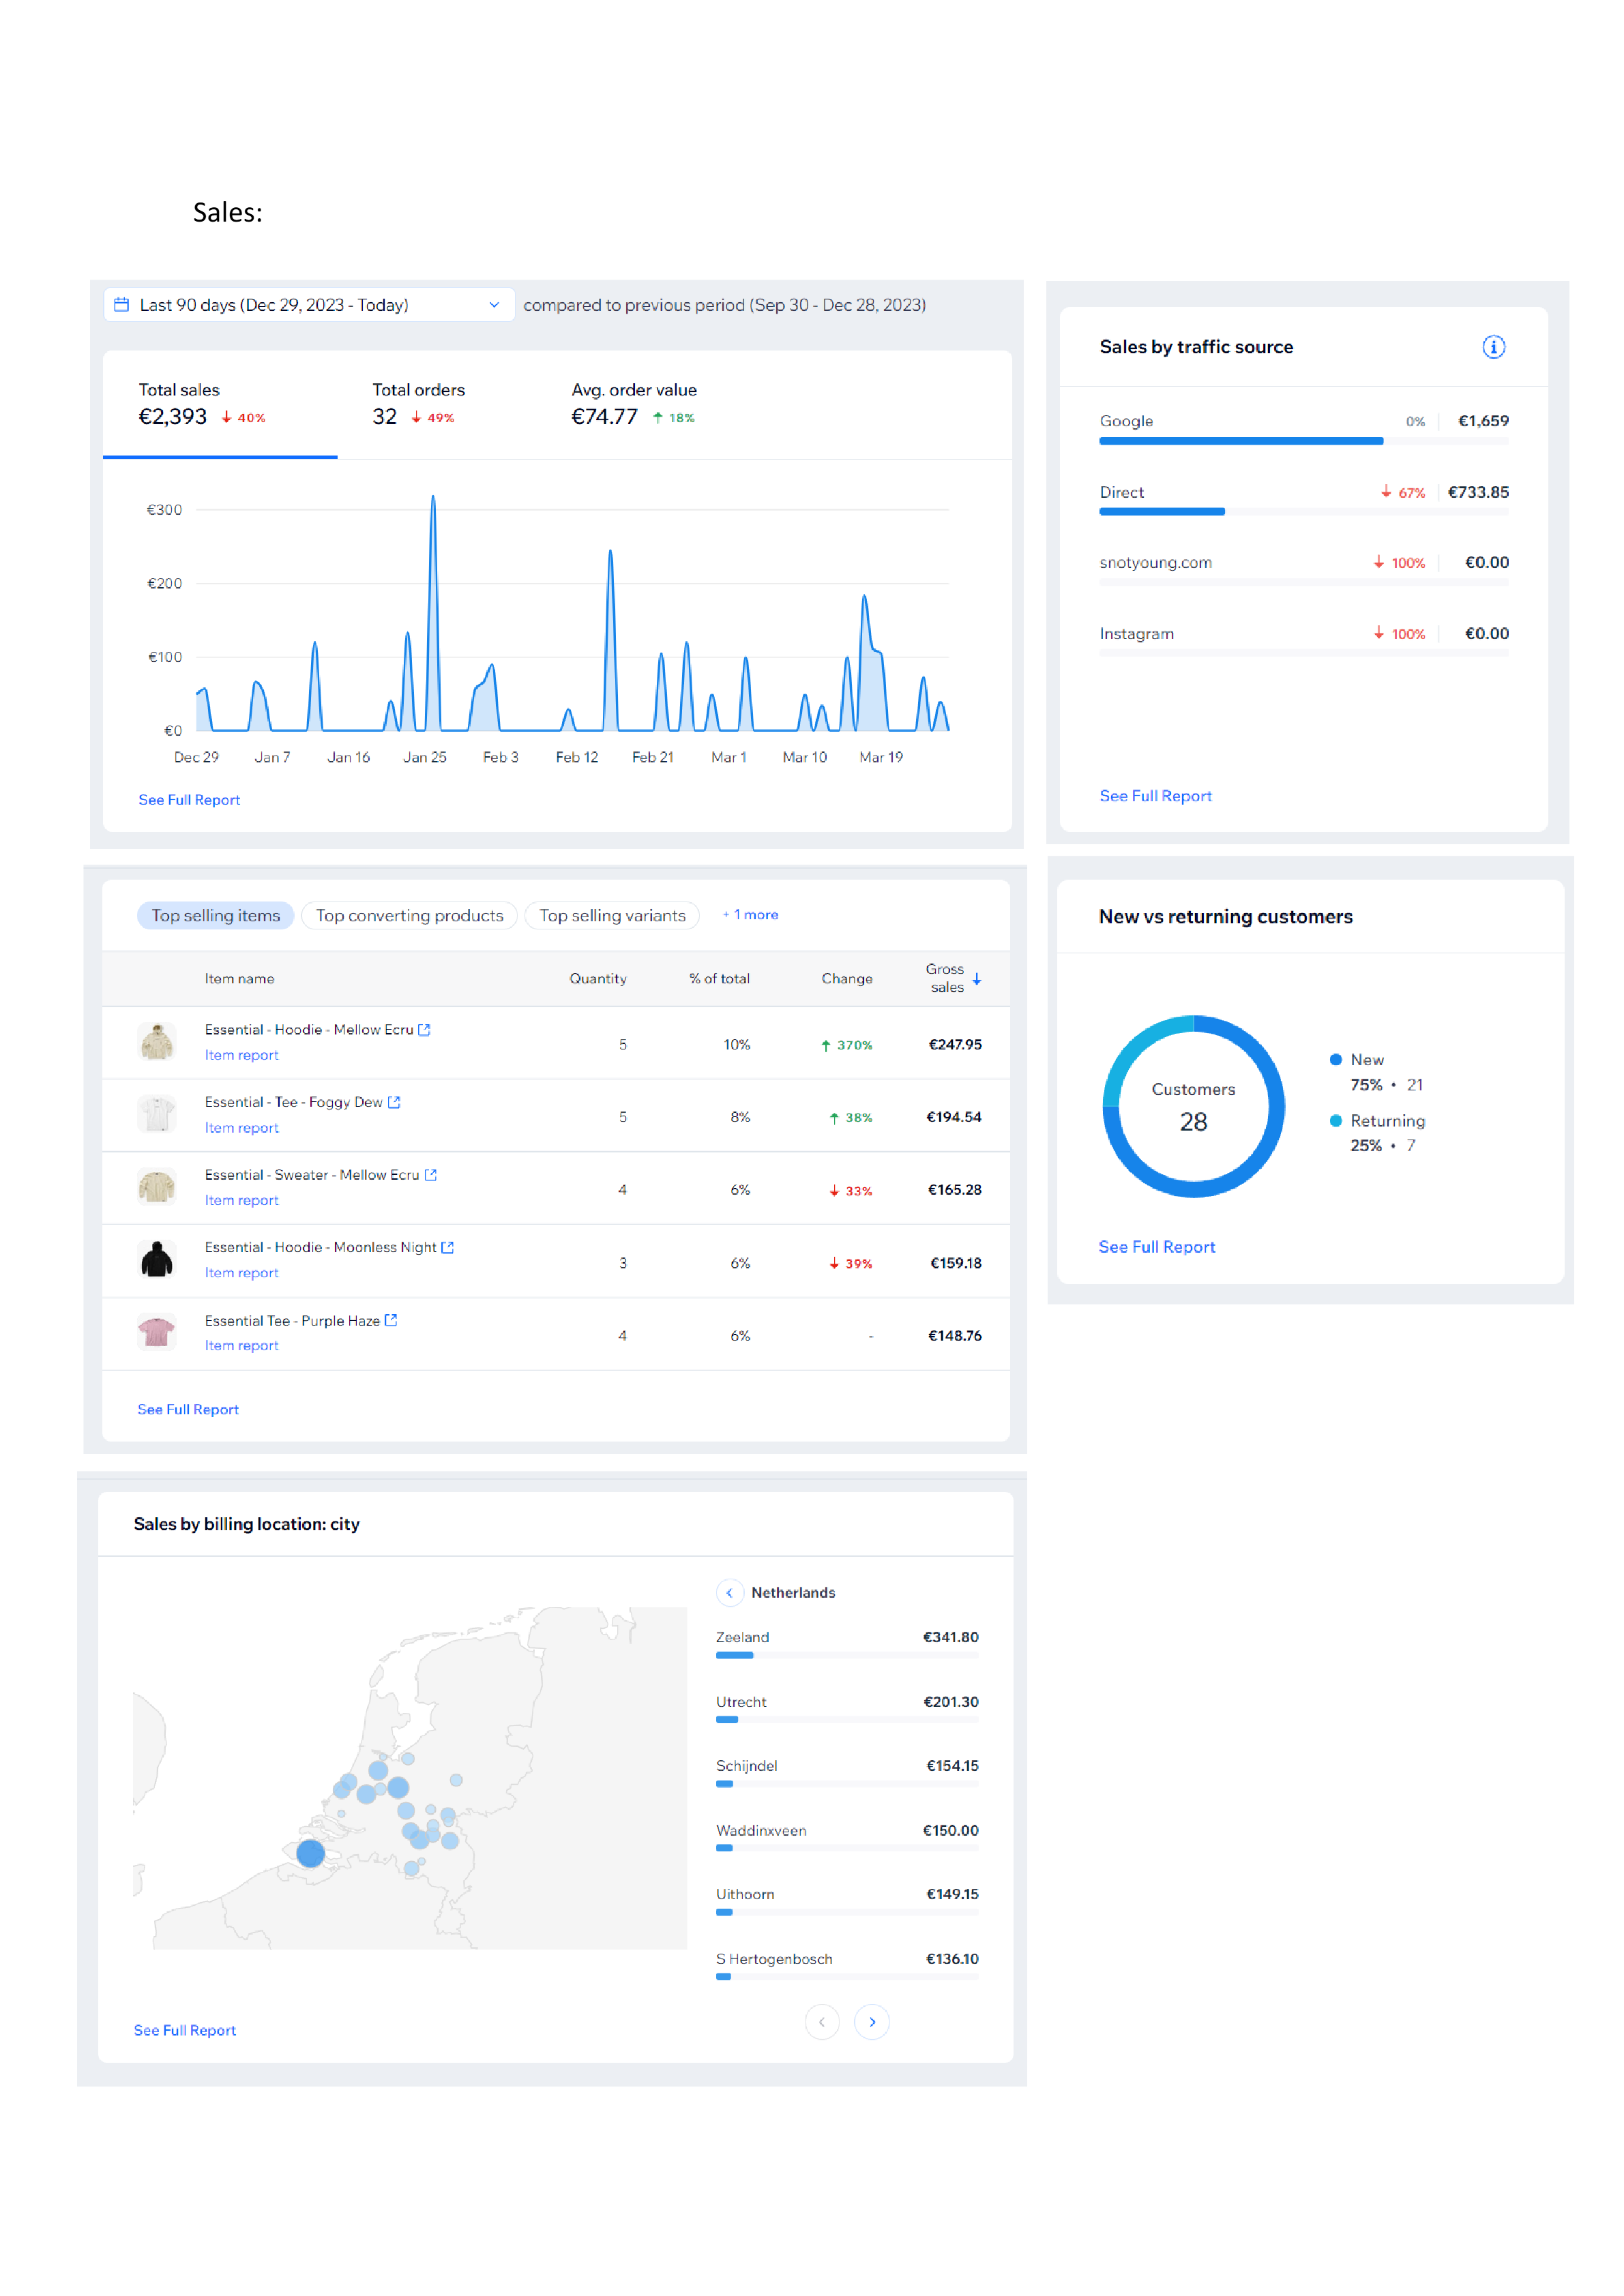 Sales:
Last 90 days (Dec 29, 2023 - Today) compared to previous period (Sep 30 - Dec 28, 2023)
Total sales Total orders Avg. order value
€2,393 ↓ 40% 32 ↓ 49% €74.77 ↑ 18%
€300
€200
€100
€0
Dec 29 Jan 7 Jan 16 Jan 25 Feb 3 Feb 12 Feb 21 Mar 1 Mar 10 Mar 19
See Full Report
Sales by traffic source
Google 0% €1,659
Direct ↓ 67% €733.85
snotyoung.com ↓ 100% €0.00
Instagram ↓ 100% €0.00
See Full Report
Top selling items Top converting products Top selling variants + 1 more
Item name Quantity % of total Change Gross sales ↓
Essential - Hoodie - Mellow Ecru
Item report
5 10% ↑ 370% €247.95
Essential - Tee - Foggy Dew
Item report
5 8% ↑ 38% €194.54
Essential - Sweater - Mellow Ecru
Item report
4 6% ↓ 33% €165.28
Essential - Hoodie - Moonless Night
Item report
3 6% ↓ 39% €159.18
Essential Tee - Purple Haze
Item report
4 6% - €148.76
See Full Report
New vs returning customers
Customers
28
New
75% • 21
Returning
25% • 7
See Full Report
Sales by billing location: city
Netherlands
Zeeland €341.80
Utrecht €201.30
Schijndel €154.15
Waddinxveen €150.00
Uithoorn €149.15
S Hertogenbosch €136.10
See Full Report